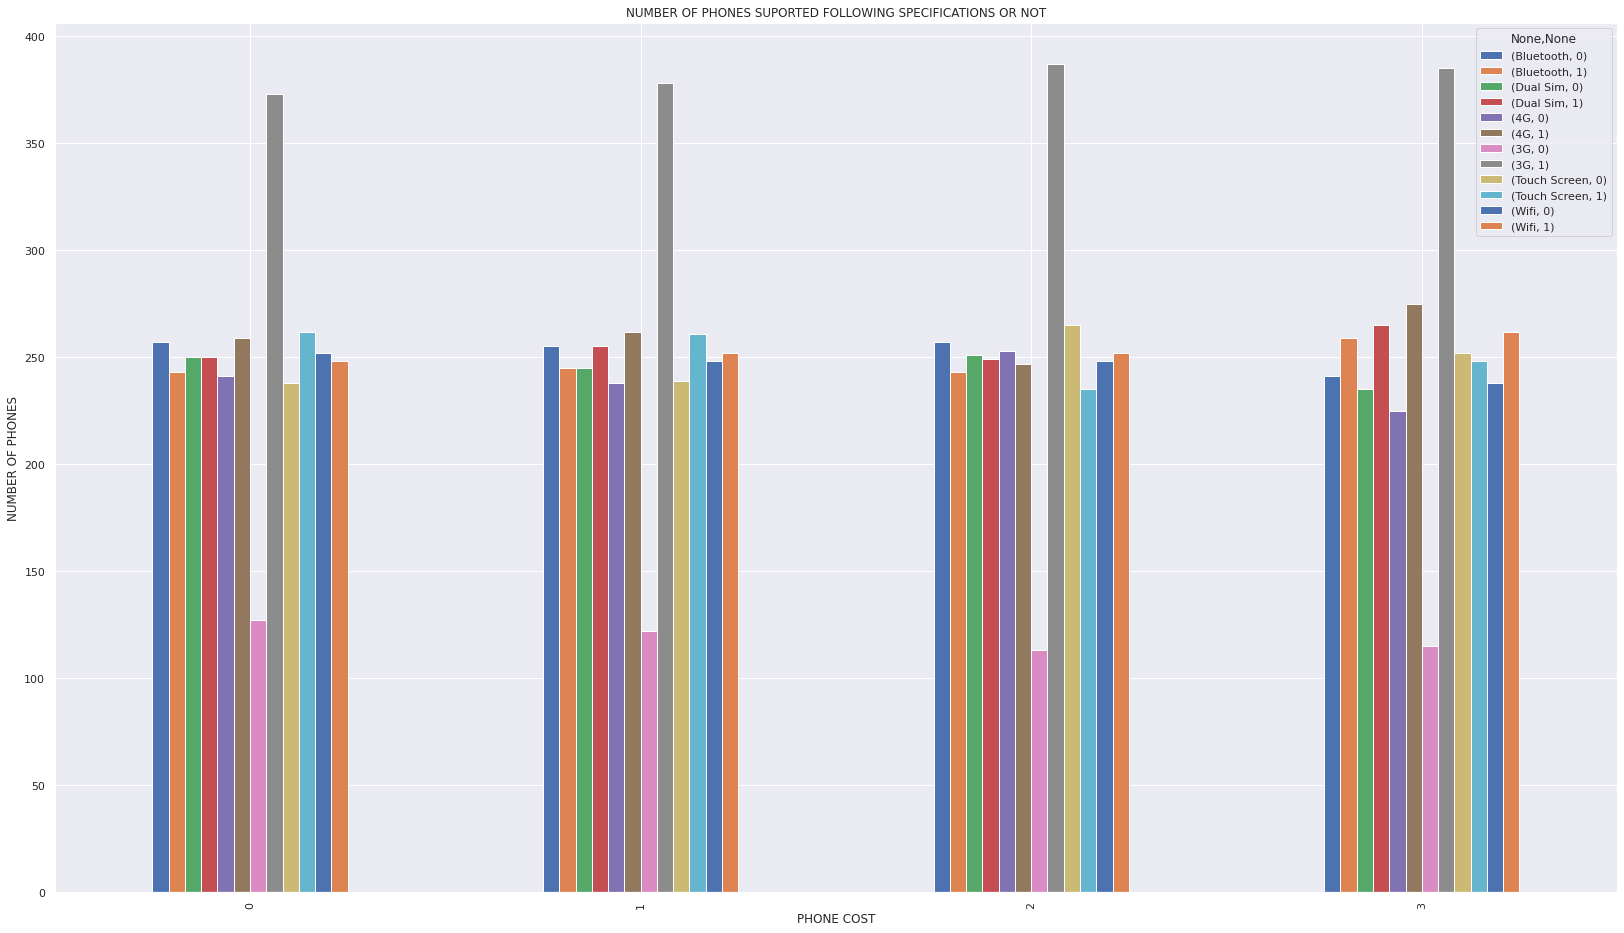 NUMBER OF PHONES SUPORTED FOLLOWING SPECIFICATIONS OR NOT
400
350
300
250
200
150
100
50
0
NUMBER OF PHONES
None,None
(Bluetooth, 0)
(Bluetooth, 1)
(Dual Sim, 0)
(Dual Sim, 1)
(4G, 0)
(4G, 1)
(3G, 0)
(3G, 1)
(Touch Screen, 0)
(Touch Screen, 1)
(Wifi, 0)
(Wifi, 1)
0 1 2 3
PHONE COST